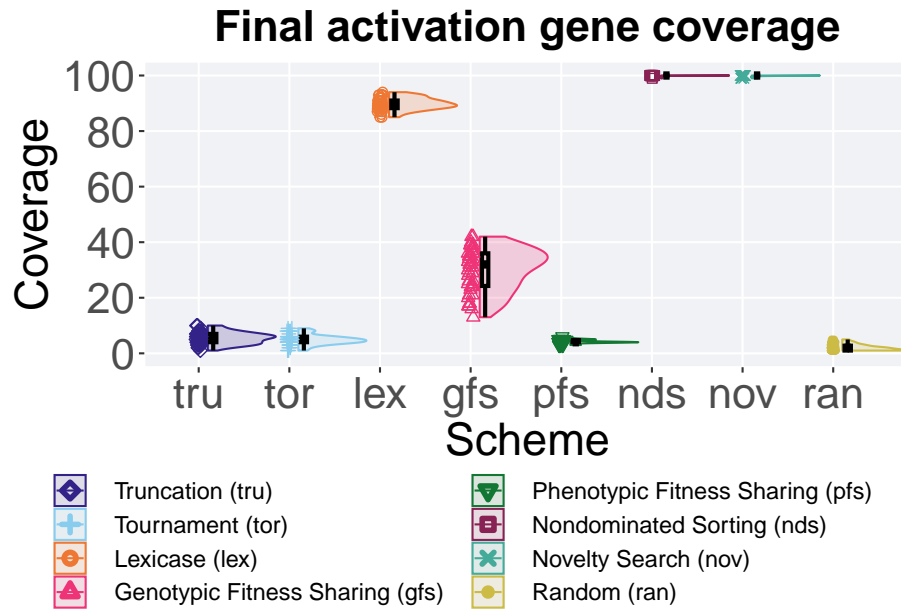 Final activation gene coverage
Coverage
100
80
60
40
20
0
tru tor lex gfs pfs nds nov ran
Scheme
Truncation (tru)
Tournament (tor)
Lexicase (lex)
Genotypic Fitness Sharing (gfs)
Phenotypic Fitness Sharing (pfs)
Nondominated Sorting (nds)
Novelty Search (nov)
Random (ran)